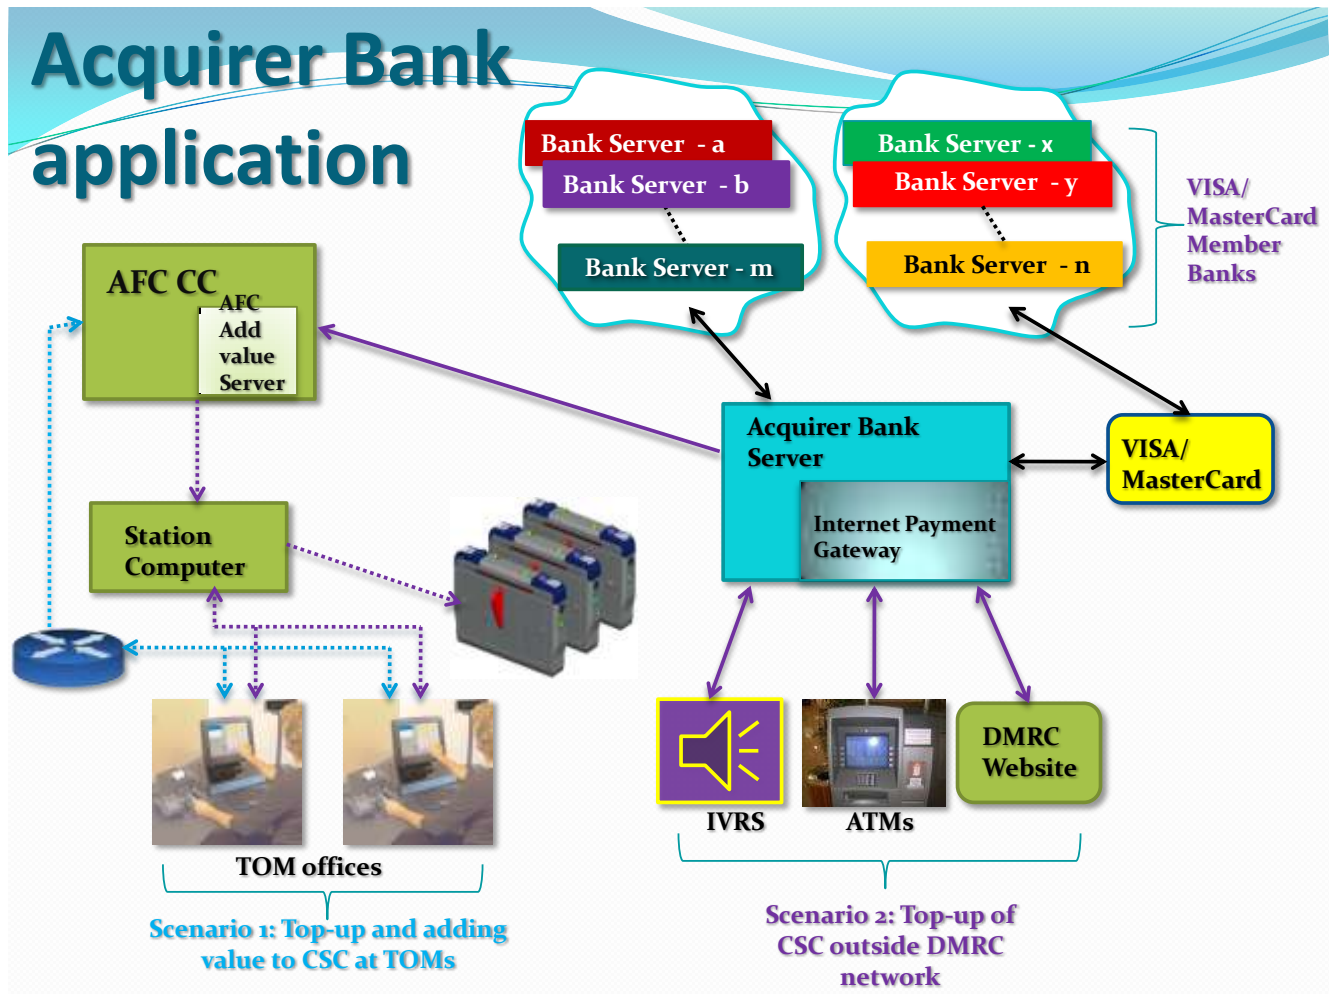 Acquirer Bank
application
Bank Server - a
Bank Server - b
Bank Server - m
Bank Server - x
Bank Server - y
Bank Server - n
VISA/
MasterCard
Member
Banks
AFC CC
AFC
Add
value
Server
Acquirer Bank
Server
Internet Payment
Gateway
VISA/
MasterCard
Station
Computer
DMRC
Website
IVRS
ATMs
TOM offices
Scenario 1: Top-up and adding
value to CSC at TOMs
Scenario 2: Top-up of
CSC outside DMRC
network